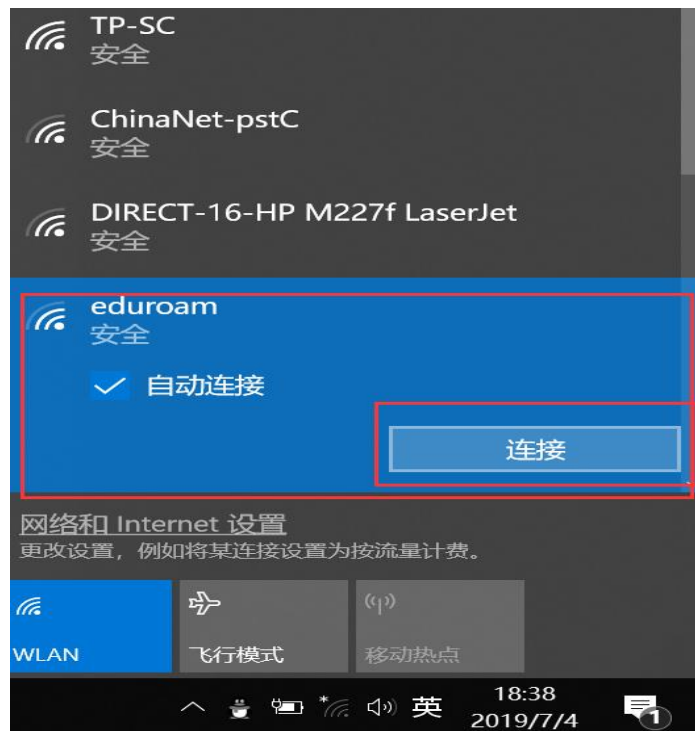 TP-SC
安全
ChinaNet-pstC
安全
DIRECT-16-HP M227f LaserJet
安全
eduroam
安全
自动连接
连接
网络和 Internet 设置
更改设置，例如将某连接设置为按流量计费。
WLAN
飞行模式
移动热点
英
18:38
2019/7/4
1